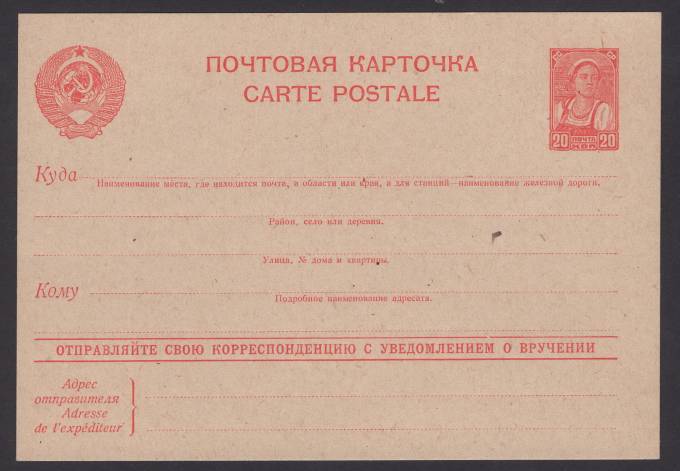 ПОЧТОВАЯ КАРТОЧКА
CARTE POSTALE
20 ПОЧТА 20
КОП
Куда
Наименование места, где находится почта, и области или края, а для станций—наименование железной дороги.
Район, село или деревня.
Улица, № дома и квартиры.
Кому
Подробное наименование адресата.
ОТПРАВЛЯЙТЕ СВОЮ КОРРЕСПОНДЕНЦИЮ С УВЕДОМЛЕНИЕМ О ВРУЧЕНИИ
Адрес
отправителя
Adresse
de l'expéditeur